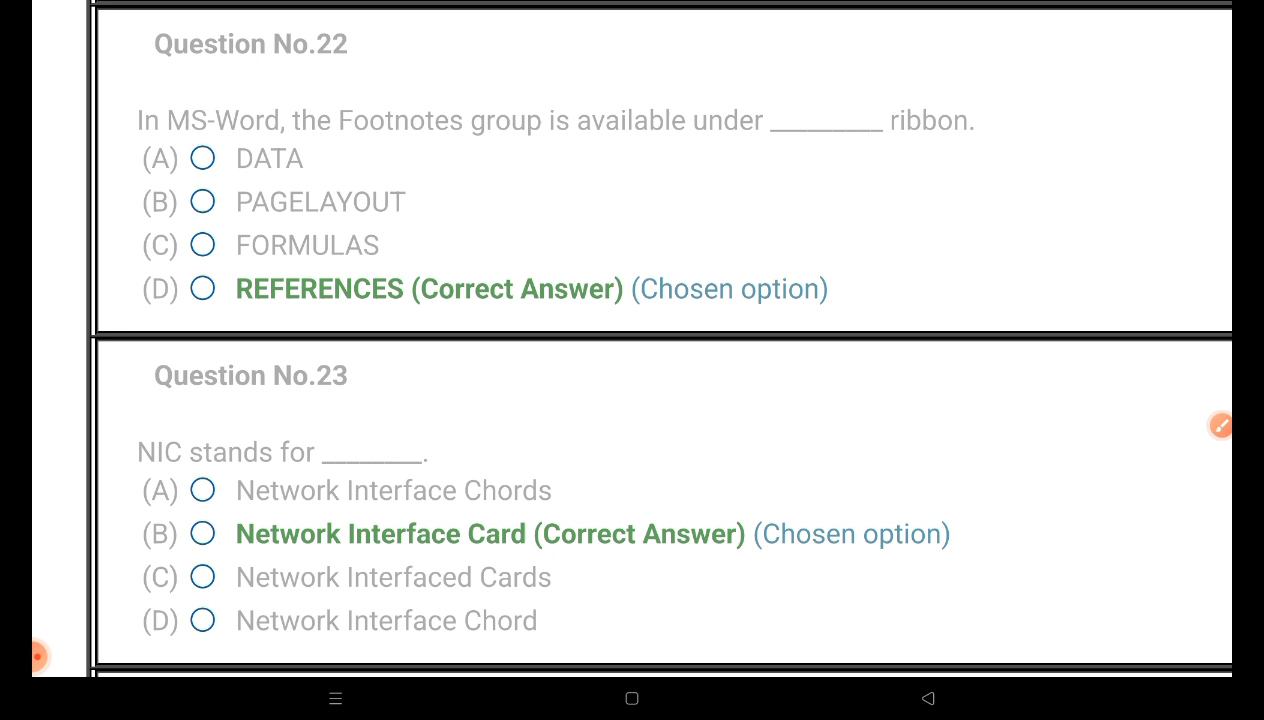 Question No.22
In MS-Word, the Footnotes group is available under ________ ribbon.
(A) DATA
(B) PAGELAYOUT
(C) FORMULAS
(D) REFERENCES (Correct Answer) (Chosen option)
Question No.23
NIC stands for _______.
(A) Network Interface Chords
(B) Network Interface Card (Correct Answer) (Chosen option)
(C) Network Interfaced Cards
(D) Network Interface Chord